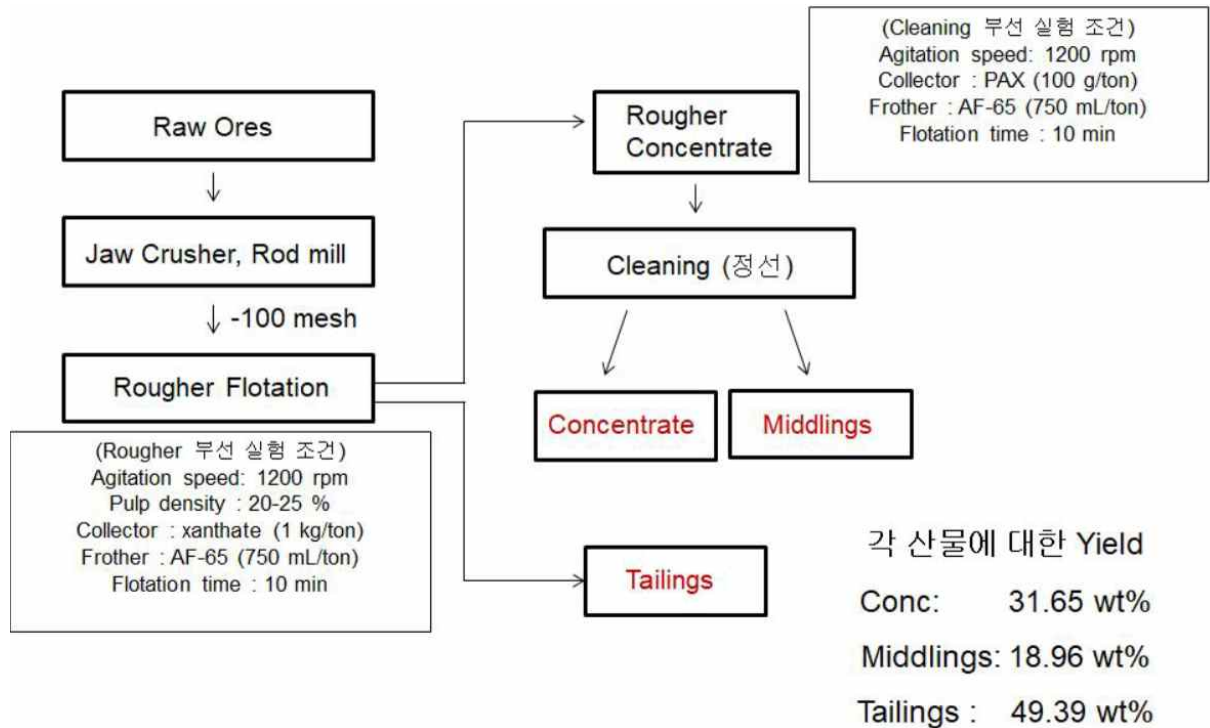 Raw Ores
Jaw Crusher, Rod mill
-100 mesh
Rougher Flotation
(Rougher 부선 실험 조건)
Agitation speed: 1200 rpm
Pulp density : 20-25 %
Collector : xanthate (1 kg/ton)
Frother : AF-65 (750 mL/ton)
Flotation time : 10 min
Rougher
Concentrate
(Cleaning 부선 실험 조건)
Agitation speed: 1200 rpm
Collector : PAX (100 g/ton)
Frother : AF-65 (750 mL/ton)
Flotation time : 10 min
Cleaning (정선)
Concentrate
Middlings
Tailings
각 산물에 대한 Yield
Conc: 31.65 wt%
Middlings: 18.96 wt%
Tailings : 49.39 wt%